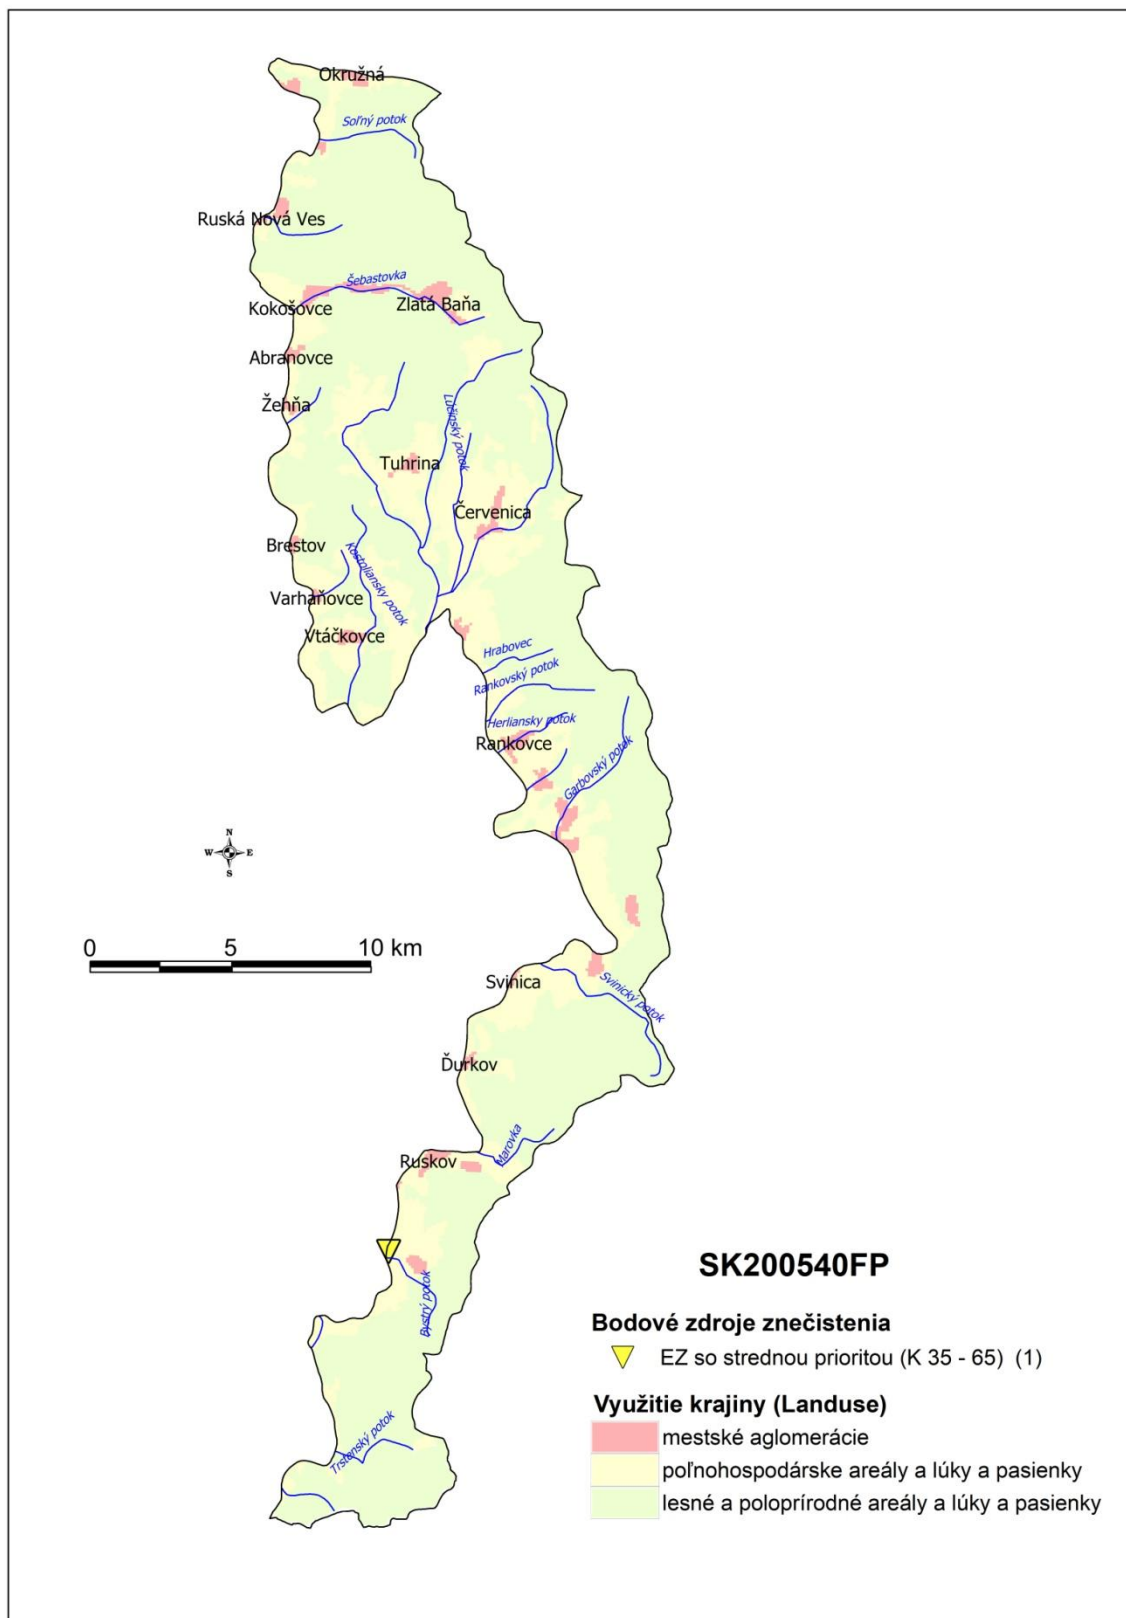 Okružná
Soľný potok
Ruská Nová Ves
Šebastovka
Kokošovce
Zlatá Baňa
Abranovce
Žehňa
Lúčinský potok
Tuhrina
Červenica
Brestov
Kostoliansky potok
Varhaňovce
Vtáčkovce
Hrabovec
Rankovský potok
Herliansky potok
Rankovce
Garbovský potok
N
W E
S
0 5 10 km
Svinica
Svinický potok
Ďurkov
Marovka
Ruskov
Bystrý potok
Trstenský potok
SK200540FP
Bodové zdroje znečistenia
EZ so strednou prioritou (K 35 - 65) (1)
Využitie krajiny (Landuse)
mestské aglomerácie
poľnohospodárske areály a lúky a pasienky
lesné a poloprírodné areály a lúky a pasienky